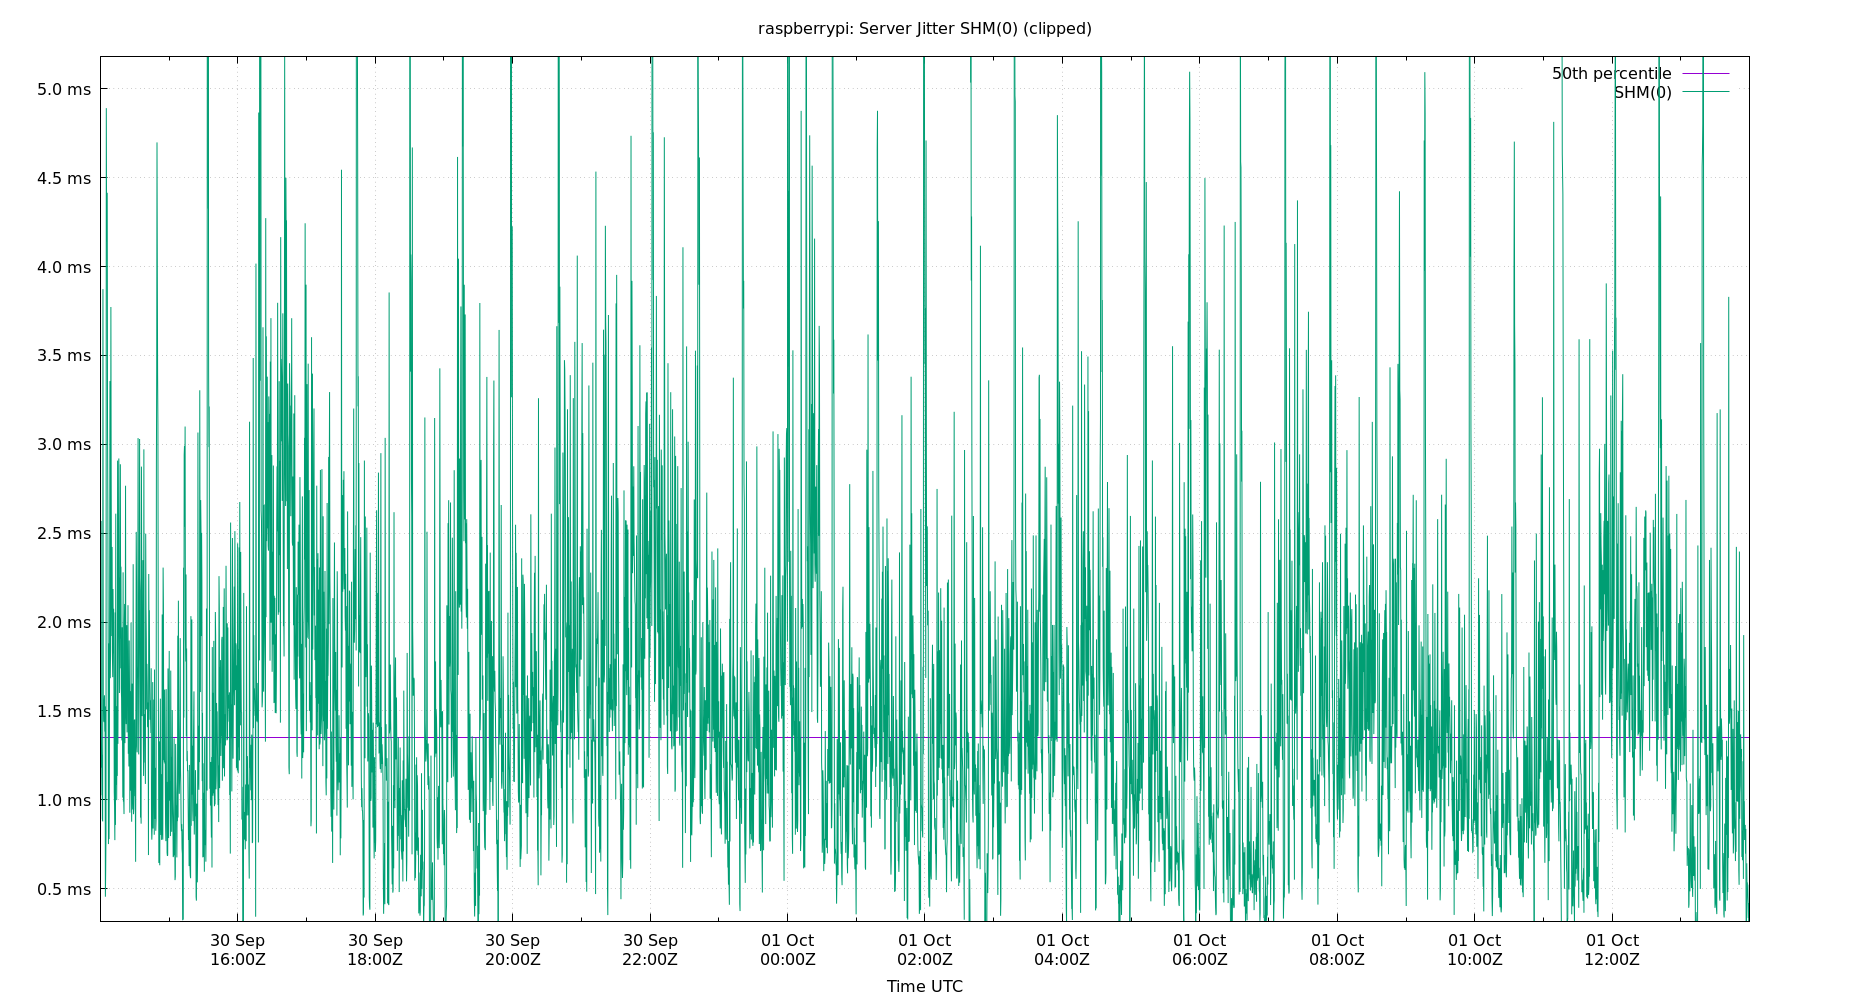 raspberrypi: Server Jitter SHM(0) (clipped)
50th percentile
SHM(0)
5.0 ms
4.5 ms
4.0 ms
3.5 ms
3.0 ms
2.5 ms
2.0 ms
1.5 ms
1.0 ms
0.5 ms
30 Sep 30 Sep 30 Sep 30 Sep 01 Oct 01 Oct 01 Oct 01 Oct 01 Oct 01 Oct 01 Oct
16:00Z 18:00Z 20:00Z 22:00Z 00:00Z 02:00Z 04:00Z 06:00Z 08:00Z 10:00Z 12:00Z
Time UTC